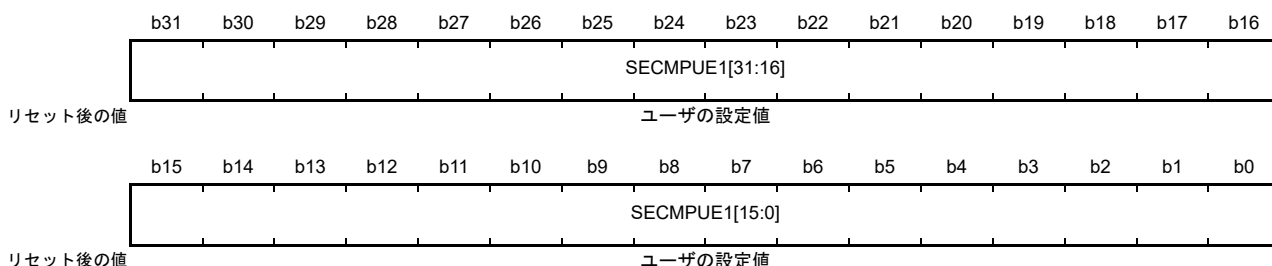 b31 b30 b29 b28 b27 b26 b25 b24 b23 b22 b21 b20 b19 b18 b17 b16
SECMPUE1[31:16]
リセット後の値 ユーザの設定値
b15 b14 b13 b12 b11 b10 b9 b8 b7 b6 b5 b4 b3 b2 b1 b0
SECMPUE1[15:0]
リセット後の値 ユーザの設定値